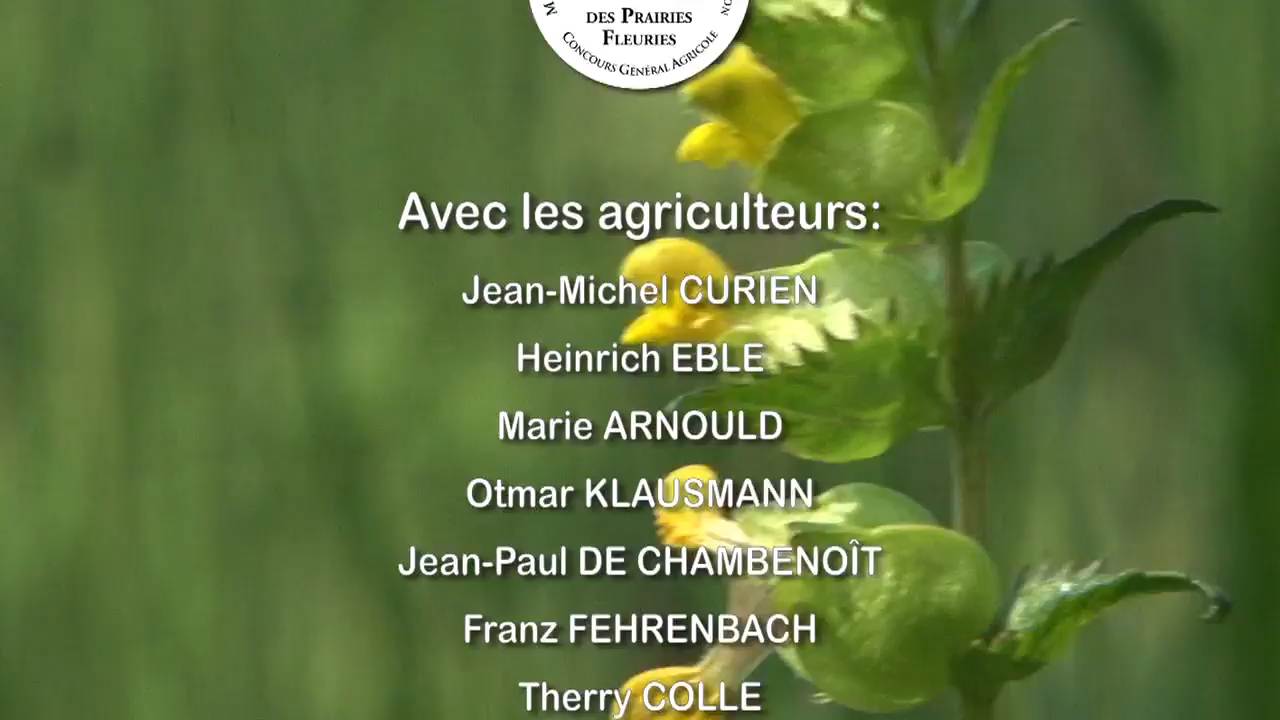 DES PRAIRIES
FLEURIES
CONCOURS GÉNÉRAL AGRICOLE
Avec les agriculteurs:
Jean-Michel CURIEN
Heinrich EBLE
Marie ARNOULD
Otmar KLAUSMANN
Jean-Paul DE CHAMBENOÎT
Franz FEHRENBACH
Therry COLLE